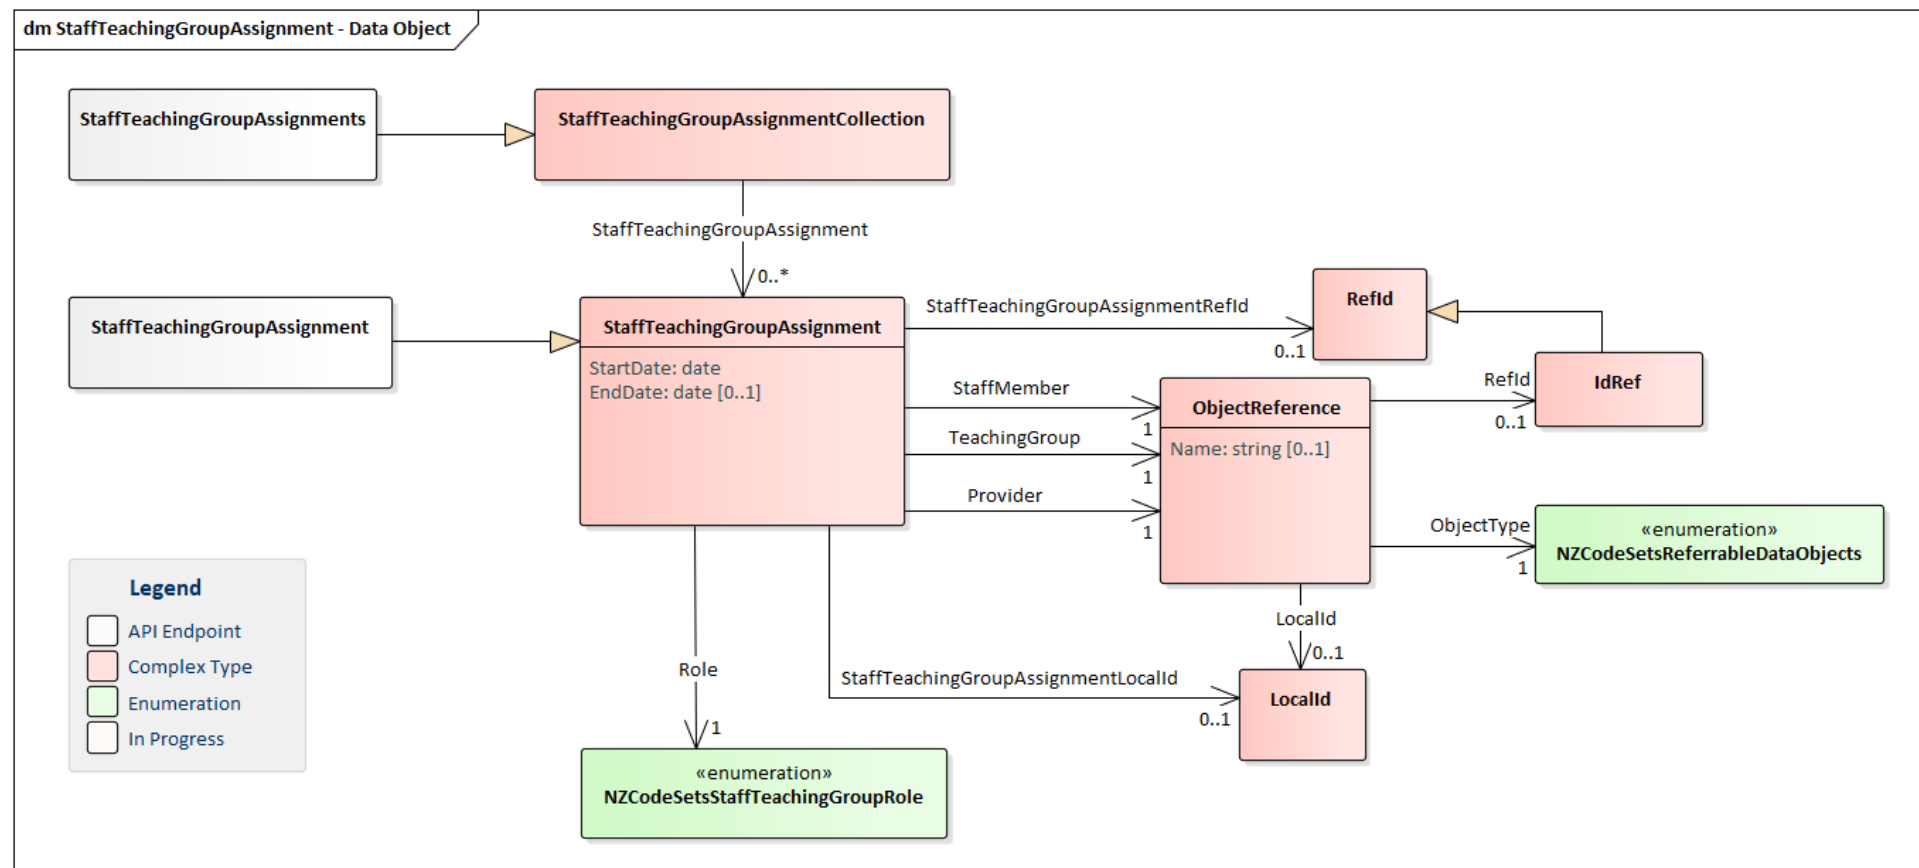 dm StaffTeachingGroupAssignment - Data Object
StaffTeachingGroupAssignments
StaffTeachingGroupAssignmentCollection
StaffTeachingGroupAssignment
0..*
StaffTeachingGroupAssignment
StaffTeachingGroupAssignment
StartDate: date
EndDate: date [0..1]
StaffTeachingGroupAssignmentRefId
0..1
RefId
IdRef
RefId
0..1
StaffMember
1
TeachingGroup
1
Provider
1
ObjectReference
Name: string [0..1]
ObjectType
1
«enumeration»
NZCodeSetsReferrableDataObjects
LocalId
0..1
StaffTeachingGroupAssignmentLocalId
0..1
LocalId
Role
1
«enumeration»
NZCodeSetsStaffTeachingGroupRole
Legend
API Endpoint
Complex Type
Enumeration
In Progress